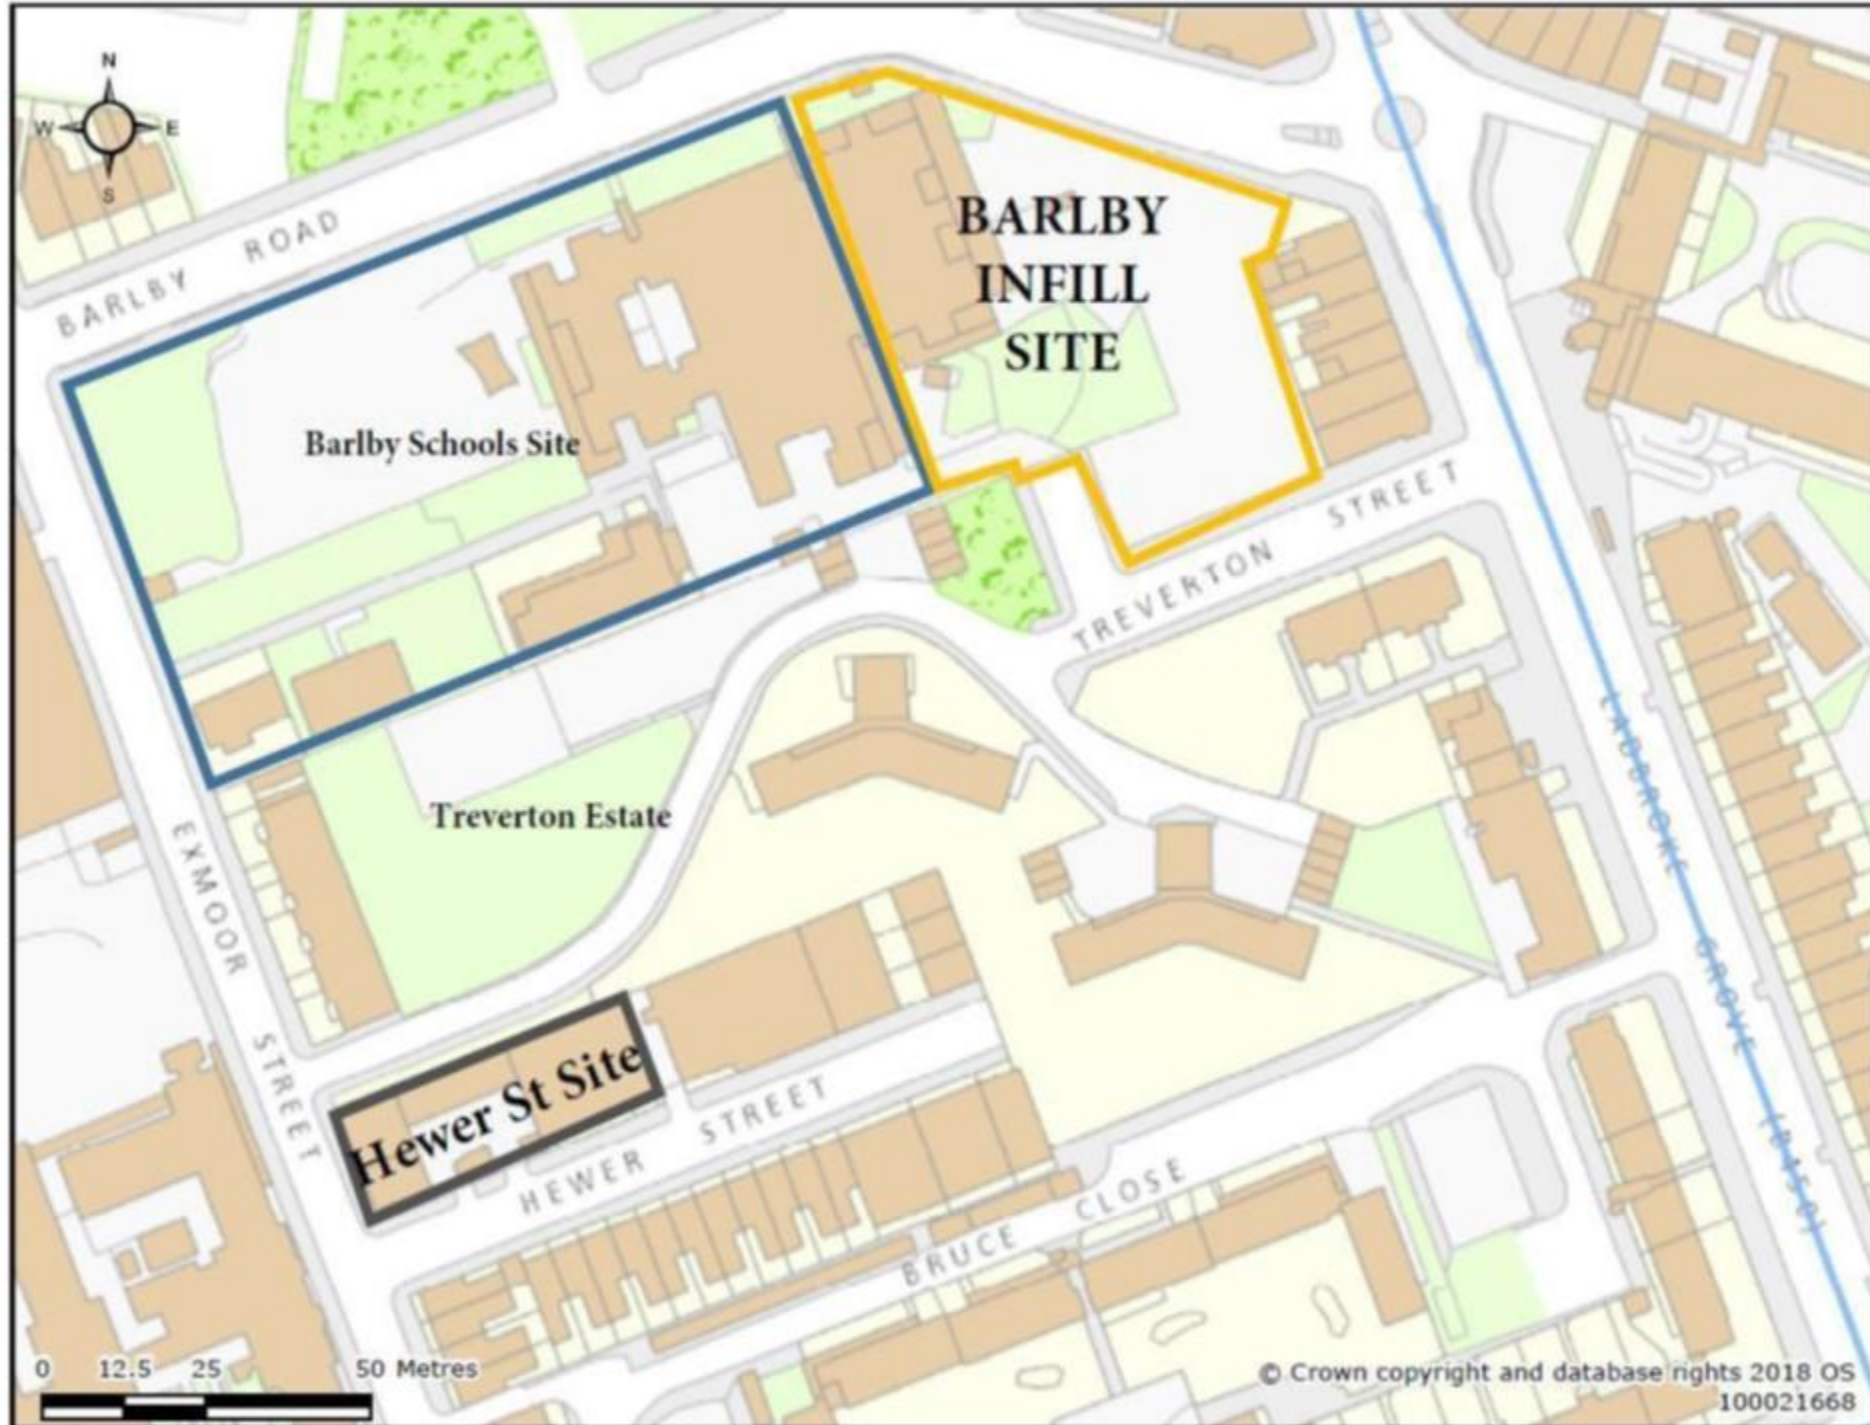 N
W E
S
BARLBY ROAD
BARLBY
INFILL
SITE
Barlby Schools Site
TREVERTON STREET
Treverton Estate
EXMOOR STREET
LADBROKE GROVE (B450)
Hewer St Site
HEWER STREET
BRUCE CLOSE
0 12.5 25 50 Metres
© Crown copyright and database rights 2018 OS
100021668